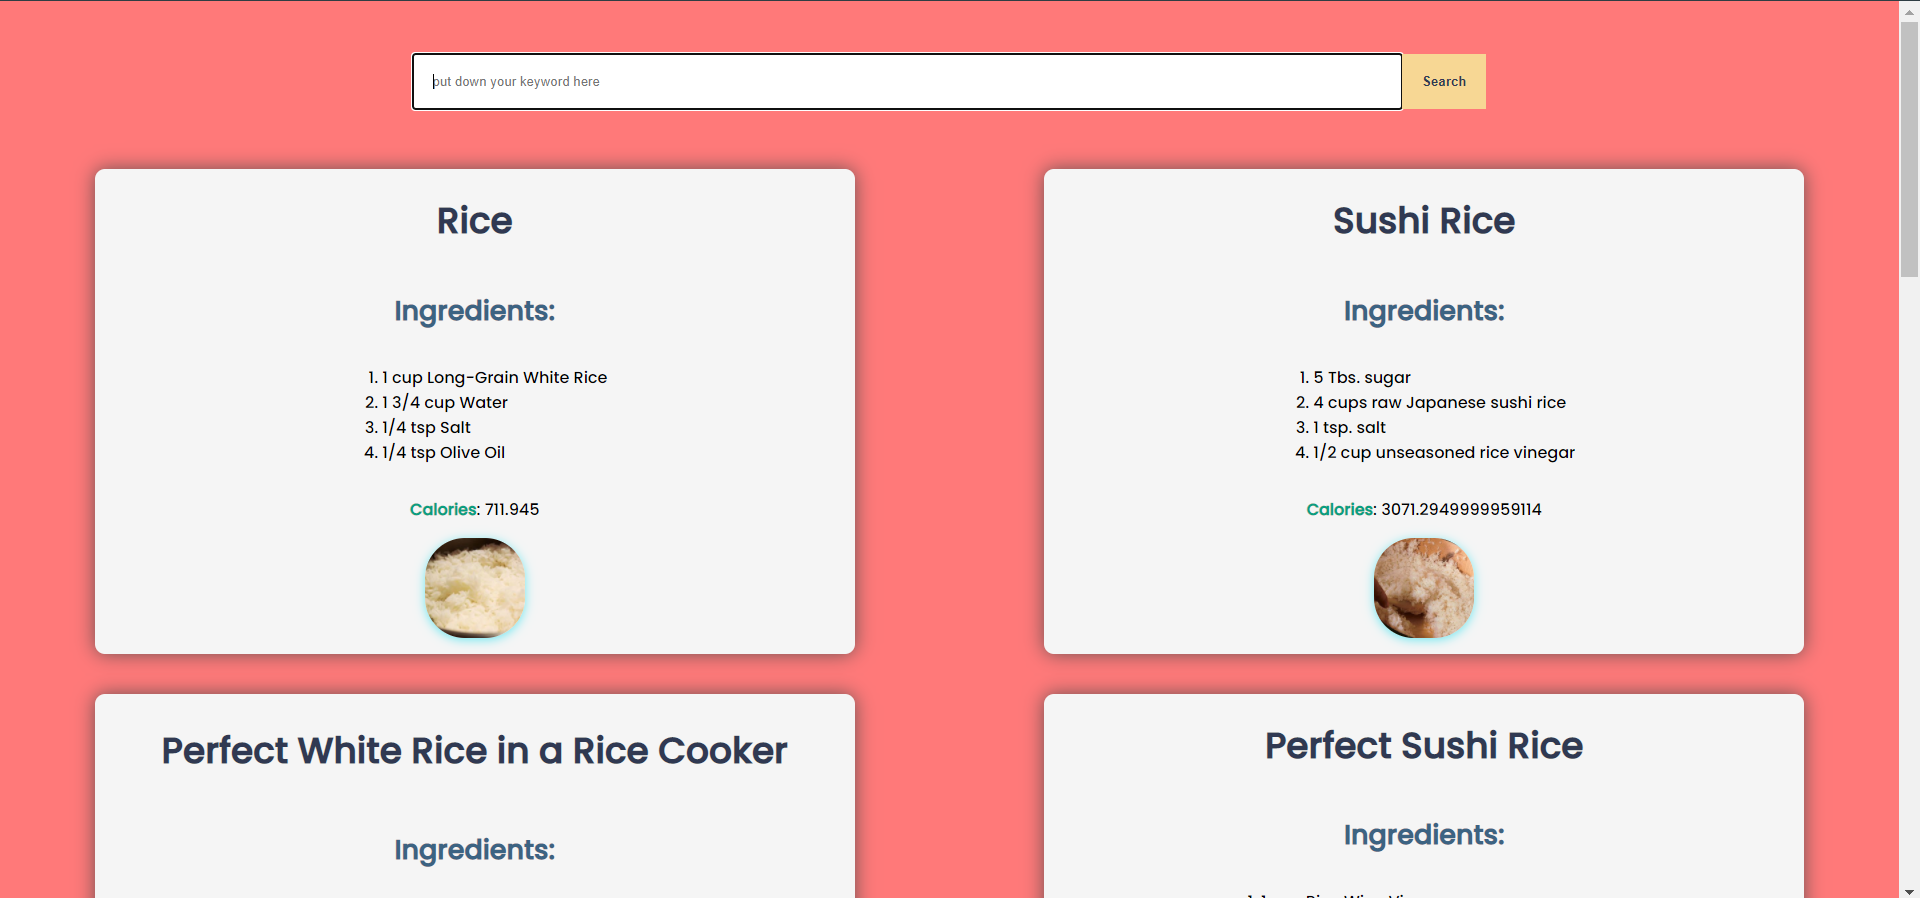 put down your keyword here
Search
Rice
Ingredients:
1. 1 cup Long-Grain White Rice
2. 1 3/4 cup Water
3. 1/4 tsp Salt
4. 1/4 tsp Olive Oil
Calories: 711.945
Sushi Rice
Ingredients:
1. 5 Tbs. sugar
2. 4 cups raw Japanese sushi rice
3. 1 tsp. salt
4. 1/2 cup unseasoned rice vinegar
Calories: 3071.2949999959114
Perfect White Rice in a Rice Cooker
Ingredients:
Perfect Sushi Rice
Ingredients: